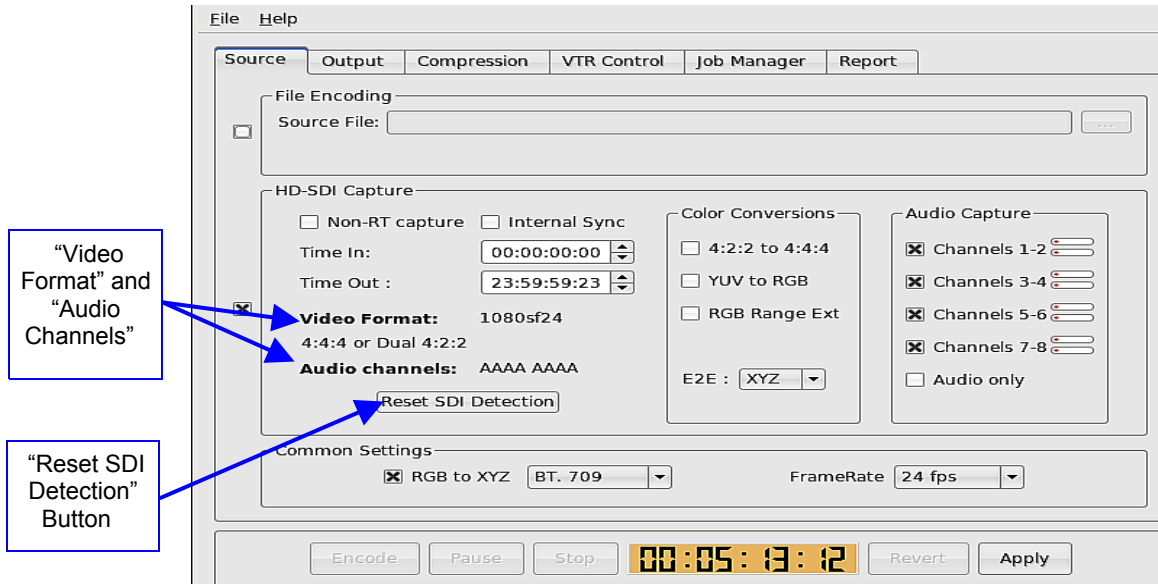 File Help
Source Output Compression VTR Control Job Manager Report
File Encoding
Source File: ...
HD-SDI Capture
Non-RT capture Internal Sync
Time In: 00:00:00:00
Time Out : 23:59:59:23
Video Format: 1080sf24
4:4:4 or Dual 4:2:2
Audio channels: AAAA AAAA
Reset SDI Detection
Color Conversions
4:2:2 to 4:4:4
YUV to RGB
RGB Range Ext
E2E : XYZ
Audio Capture
Channels 1-2
Channels 3-4
Channels 5-6
Channels 7-8
Audio only
Common Settings
RGB to XYZ BT. 709 FrameRate 24 fps
Encode Pause Stop 00:05:13:12 Revert Apply
“Video
Format” and
“Audio
Channels”
“Reset SDI
Detection”
Button